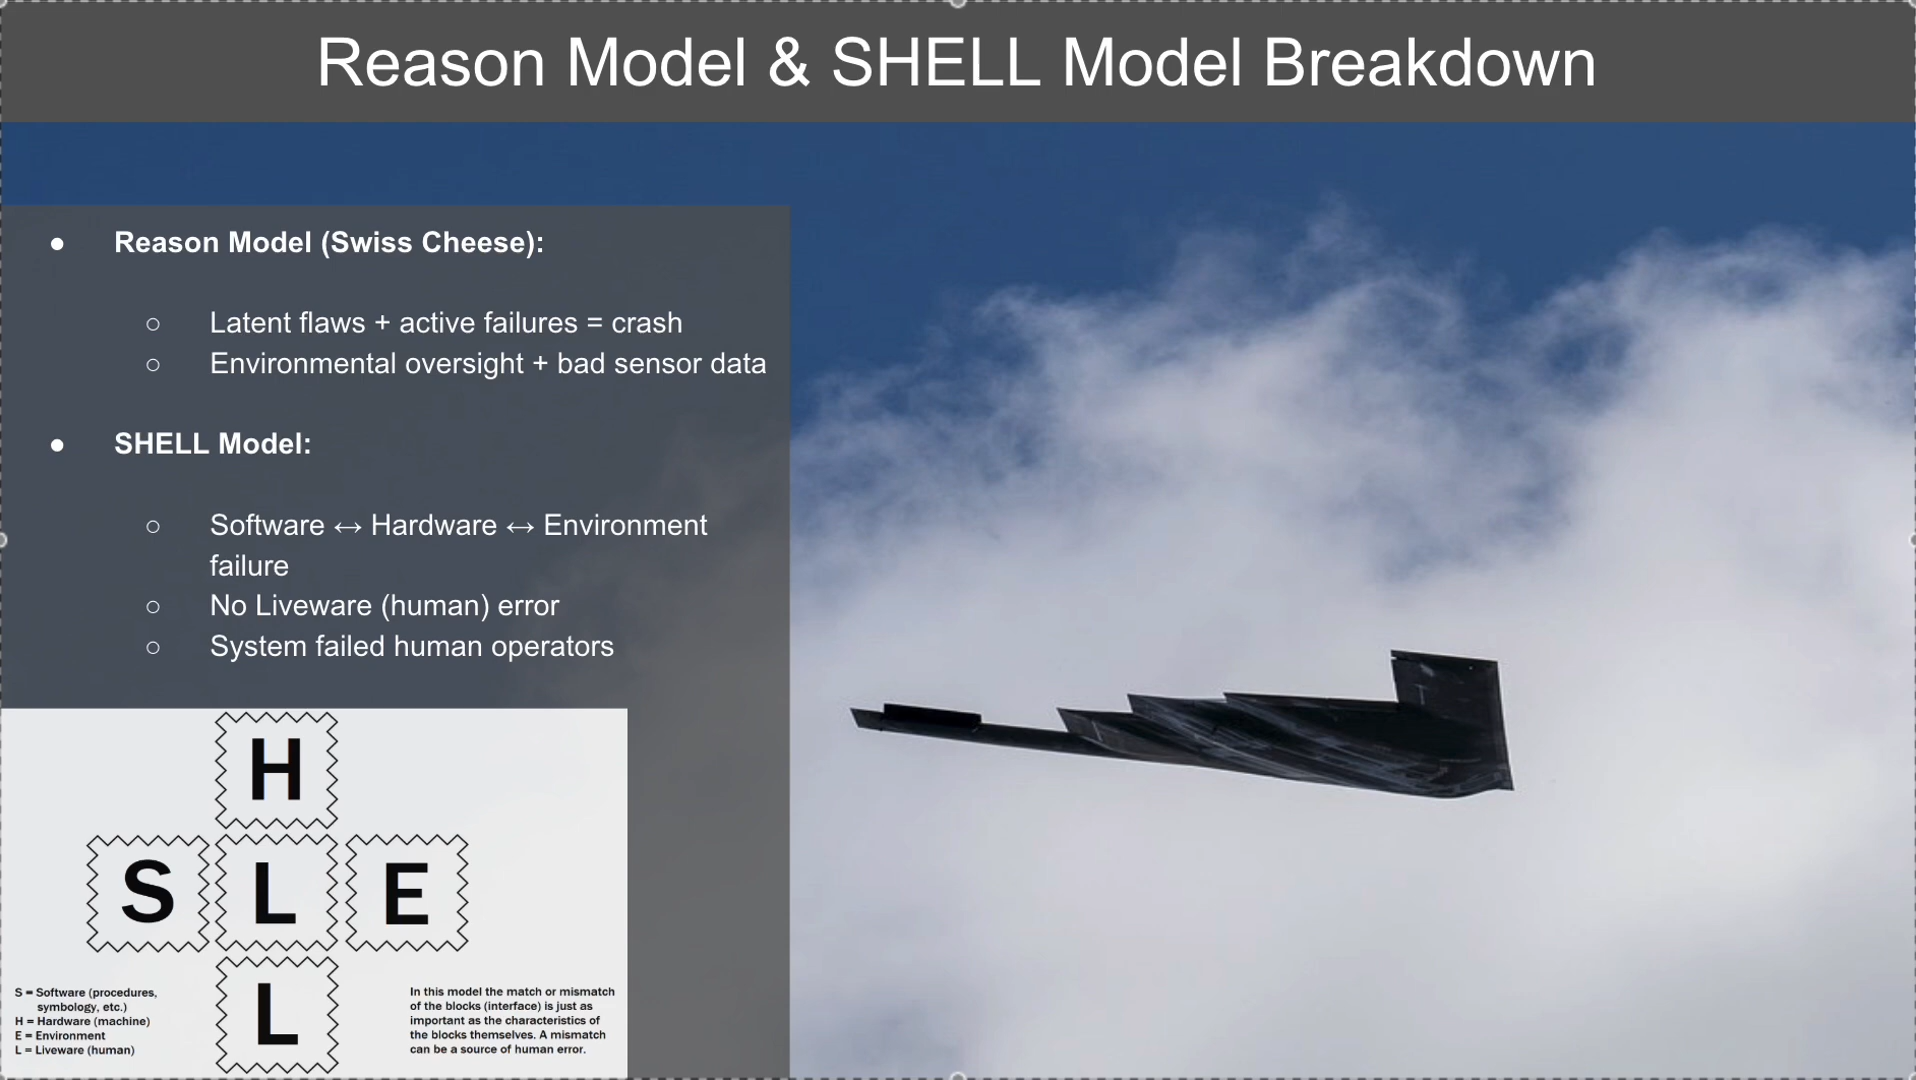 Reason Model & SHELL Model Breakdown
● Reason Model (Swiss Cheese):
○ Latent flaws + active failures = crash
○ Environmental oversight + bad sensor data
● SHELL Model:
○ Software ↔ Hardware ↔ Environment
failure
○ No Liveware (human) error
○ System failed human operators
H
S L E
L
S = Software (procedures,
symbology, etc.)
H = Hardware (machine)
E = Environment
L = Liveware (human)
In this model the match or mismatch
of the blocks (interface) is just as
important as the characteristics of
the blocks themselves. A mismatch
can be a source of human error.